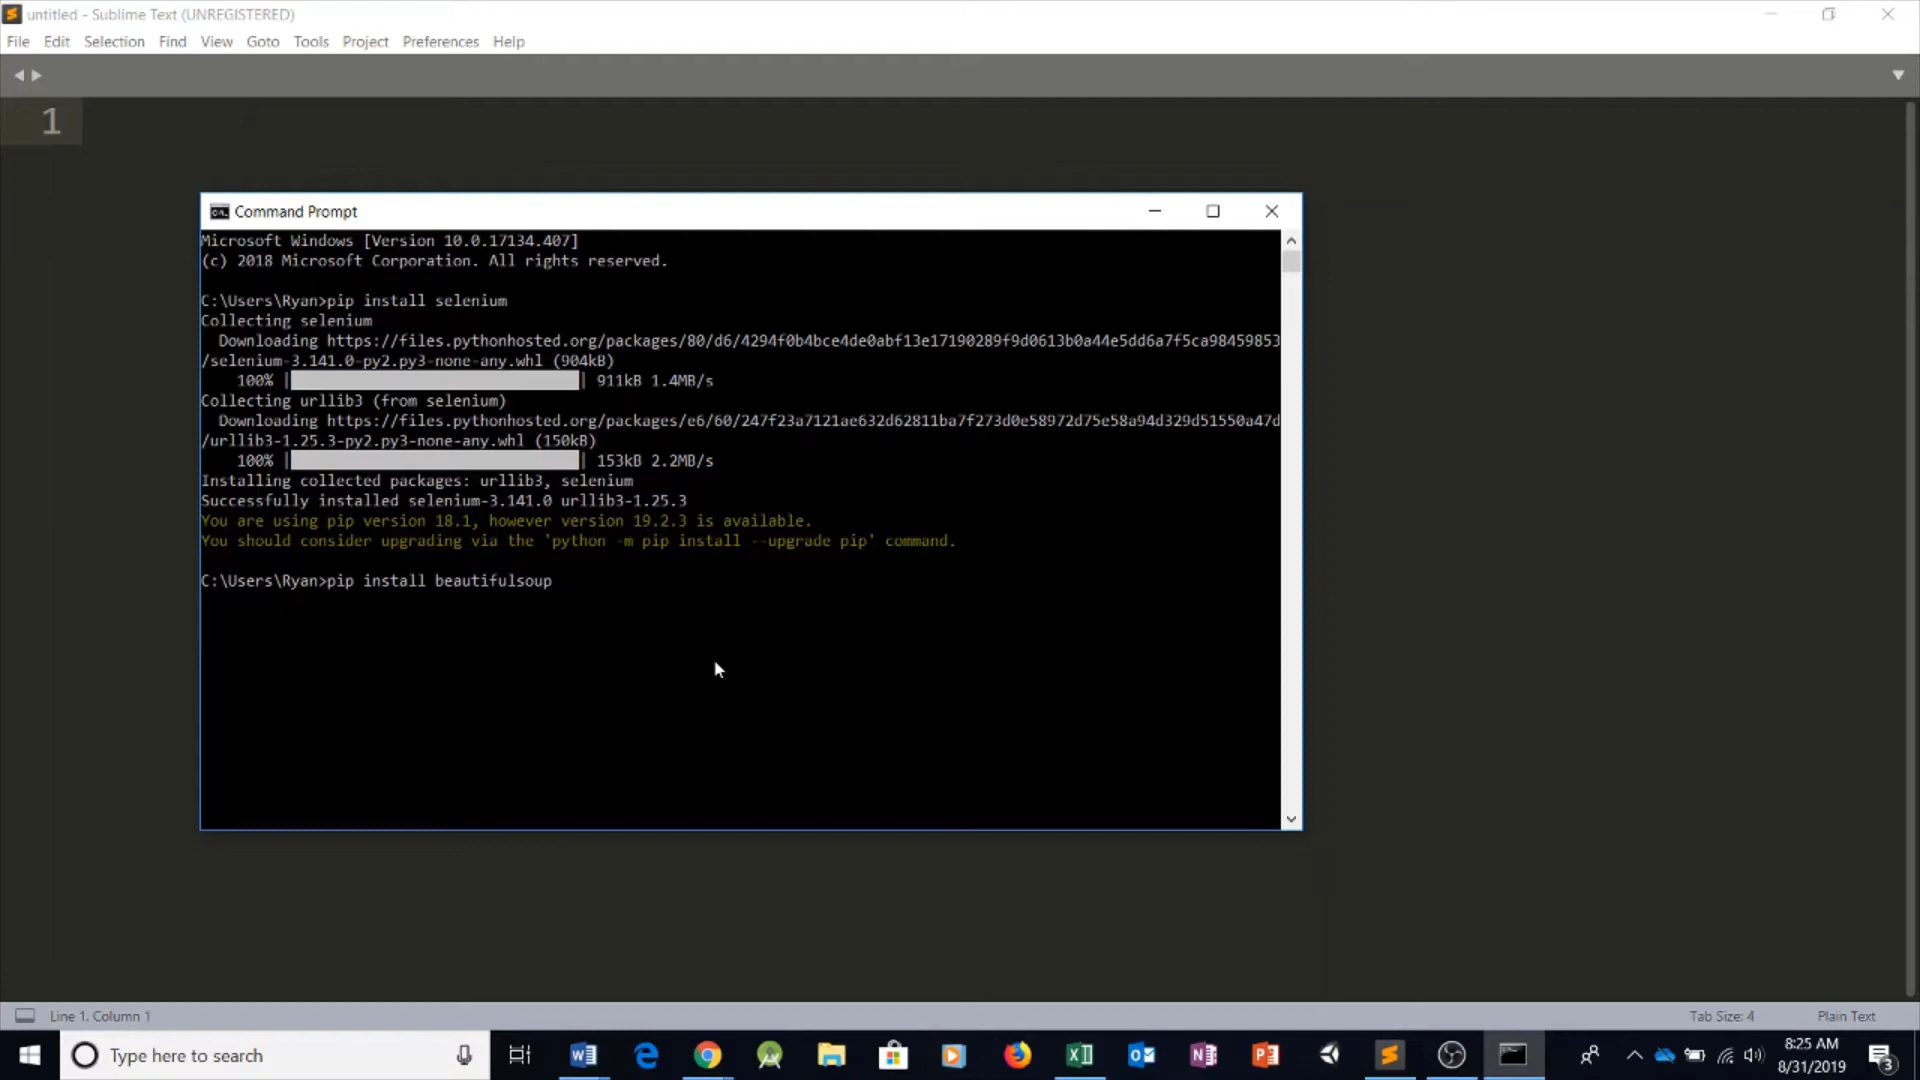 untitled - Sublime Text (UNREGISTERED)
File Edit Selection Find View Goto Tools Project Preferences Help
1
Command Prompt
Microsoft Windows [Version 10.0.17134.407]
(c) 2018 Microsoft Corporation. All rights reserved.
C:\Users\Ryan>pip install selenium
Collecting selenium
Downloading https://files.pythonhosted.org/packages/80/d6/4294f0b4bce4de0abf13e17190289f9d0613b0a44e5dd6a7f5ca98459853
/selenium-3.141.0-py2.py3-none-any.whl (904kB)
100% | | 911kB 1.4MB/s
Collecting urllib3 (from selenium)
Downloading https://files.pythonhosted.org/packages/e6/60/247f23a7121ae632d62811ba7f273d0e58972d75e58a94d329d51550a47d
/urllib3-1.25.3-py2.py3-none-any.whl (150kB)
100% | | 153kB 2.2MB/s
Installing collected packages: urllib3, selenium
Successfully installed selenium-3.141.0 urllib3-1.25.3
You are using pip version 18.1, however version 19.2.3 is available.
You should consider upgrading via the 'python -m pip install --upgrade pip' command.
C:\Users\Ryan>pip install beautifulsoup
Line 1, Column 1 Tab Size: 4 Plain Text
Type here to search
8:25 AM
8/31/2019
3